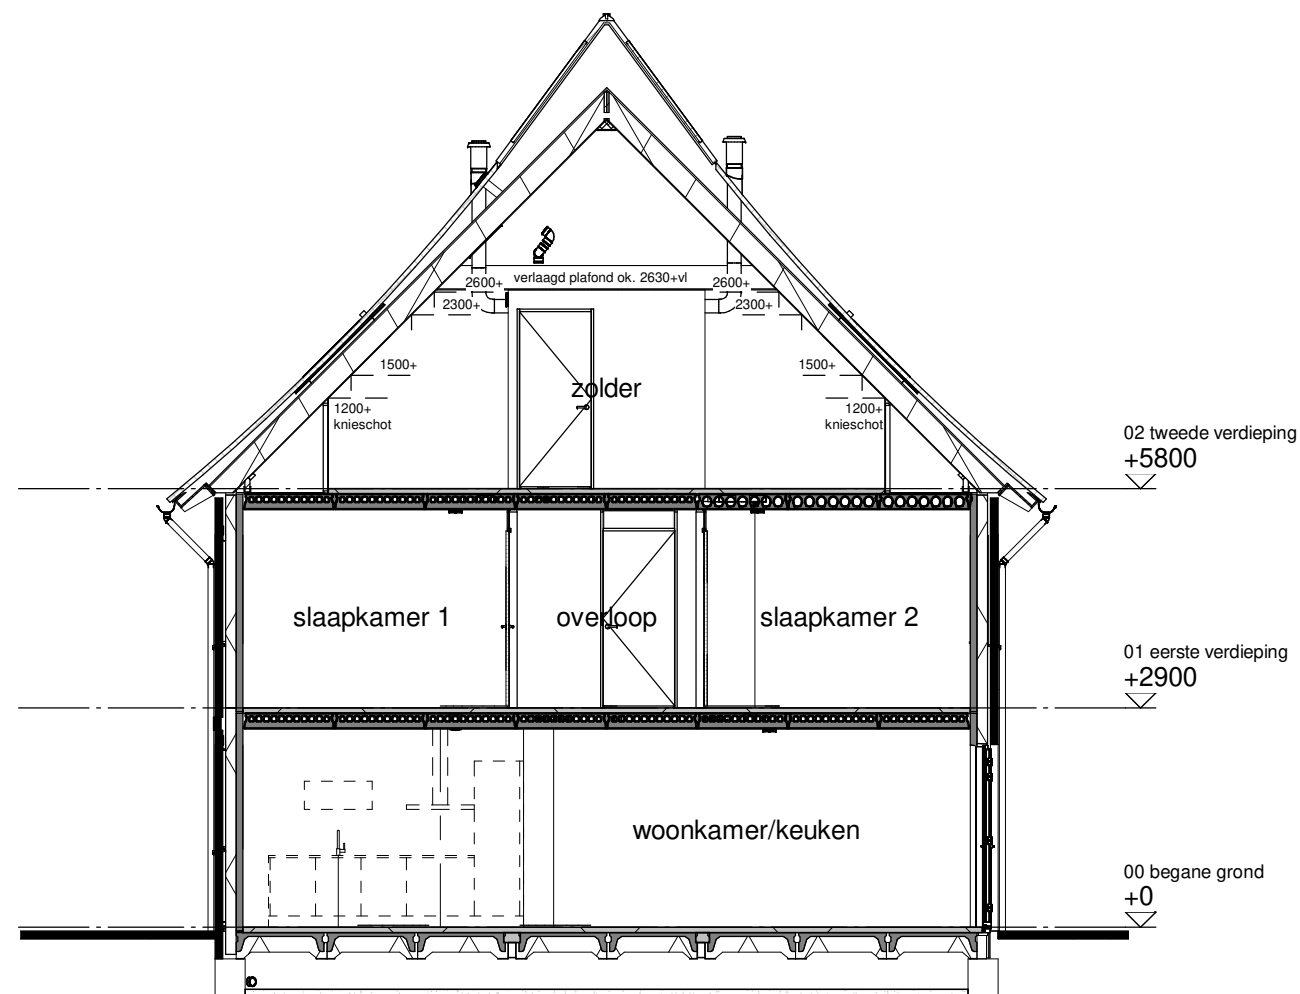 2600+ verlaagd plafond ok. 2630+vl 2600+
2300+ 2300+
1500+ 1500+
zolder
1200+
knieschot
1200+
knieschot
02 tweede verdieping
+5800
slaapkamer 1 overloop slaapkamer 2
01 eerste verdieping
+2900
woonkamer/keuken
00 begane grond
+0